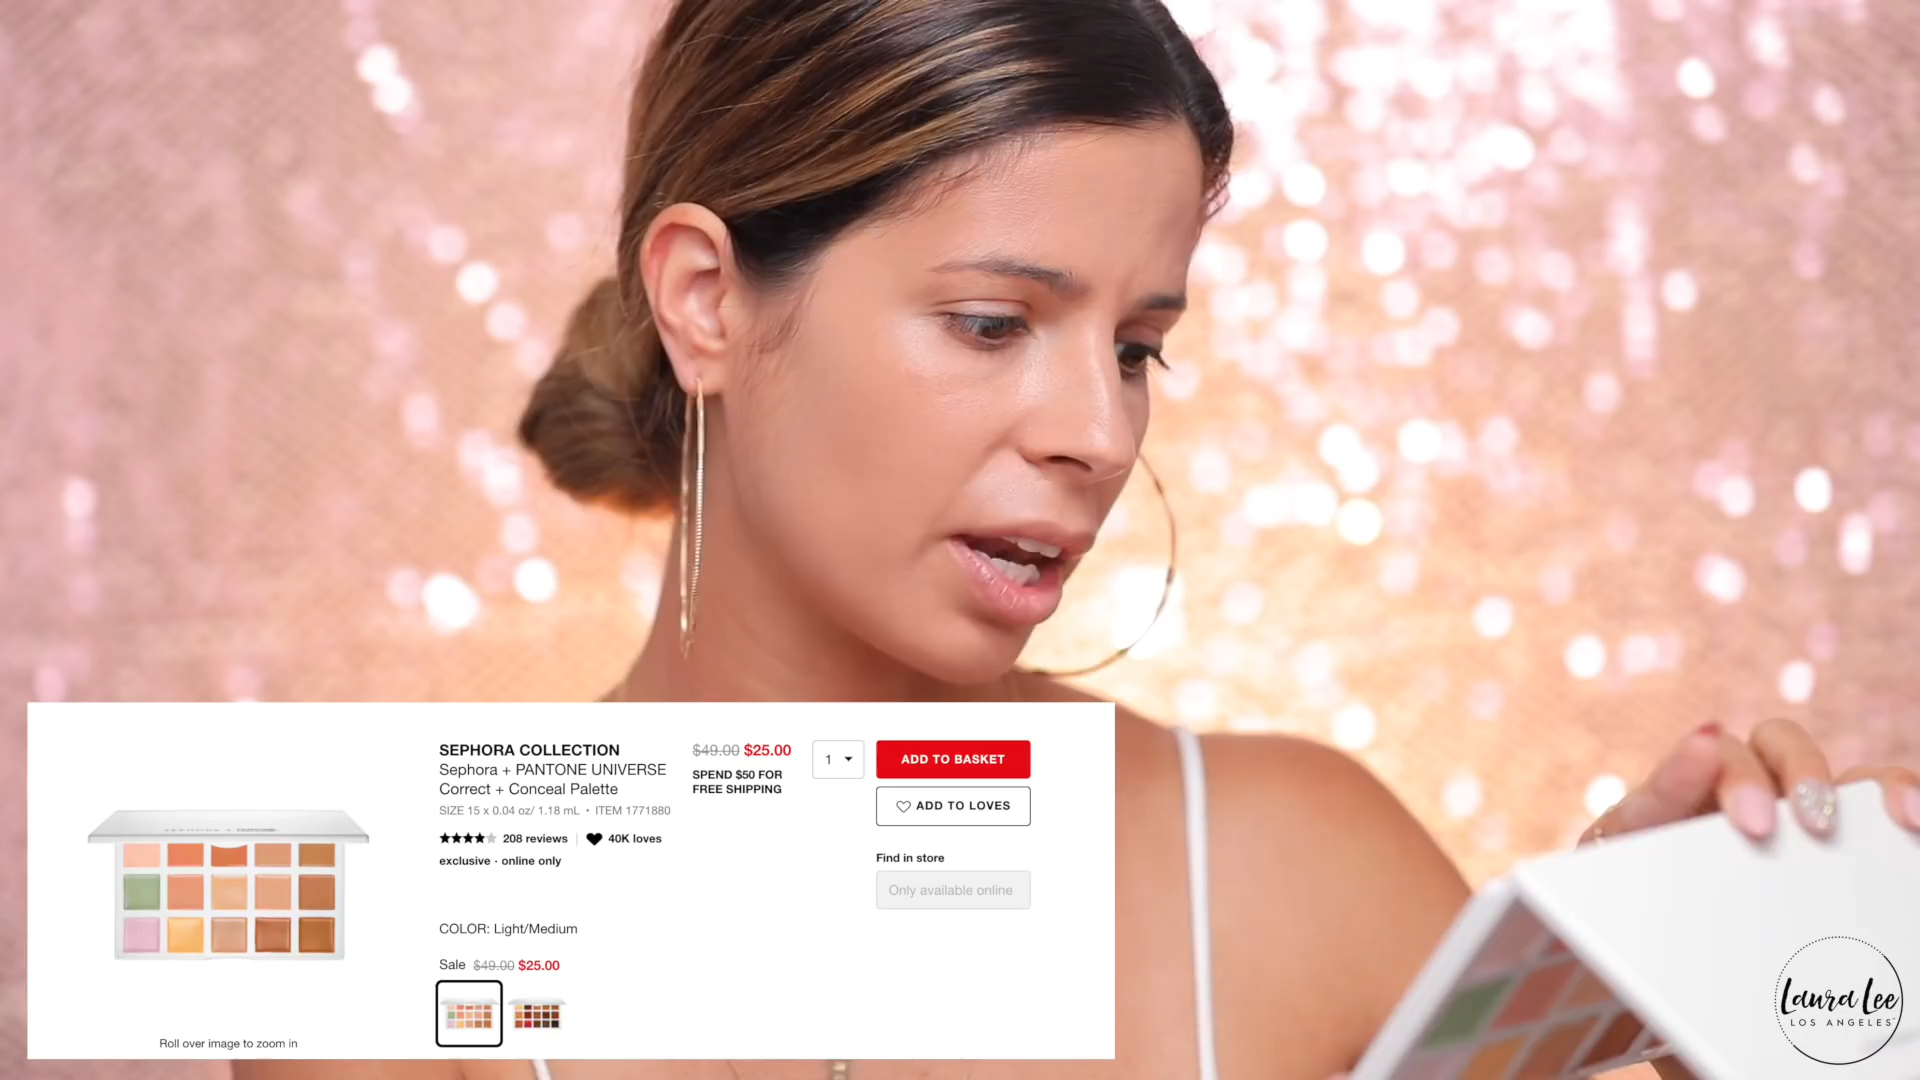 SEPHORA COLLECTION
Sephora + PANTONE UNIVERSE
Correct + Conceal Palette
SIZE 15 x 0.04 oz/ 1.18 mL • ITEM 1771880
208 reviews
40K loves
exclusive · online only
$49.00 $25.00
SPEND $50 FOR
FREE SHIPPING
1
ADD TO BASKET
ADD TO LOVES
Find in store
Only available online
COLOR: Light/Medium
Sale $49.00 $25.00
Roll over image to zoom in
Laura Lee
LOS ANGELES